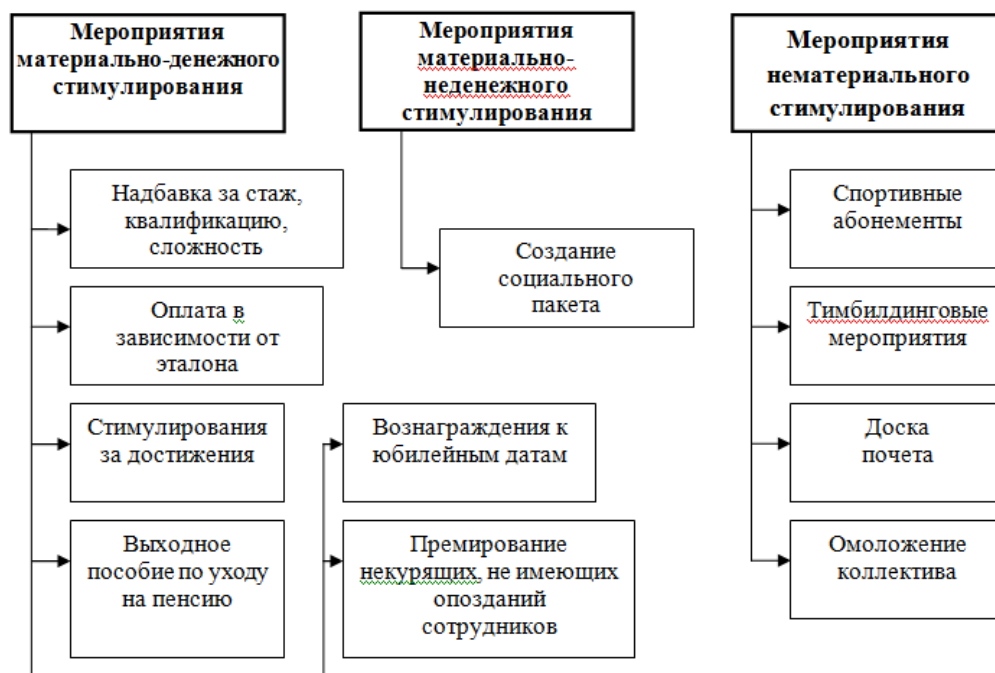 Мероприятия
материально-денежного
стимулирования
Мероприятия
материально-
неденежного
стимулирования
Мероприятия
нематериального
стимулирования
Надбавка за стаж,
квалификацию,
сложность
Оплата в
зависимости от
эталона
Стимулирования
за достижения
Выходное
пособие по уходу
на пенсию
Вознаграждения к
юбилейным датам
Премирование
некурящих, не имеющих
опозданий
сотрудников
Создание
социального
пакета
Спортивные
абонементы
Тимбилдинговые
мероприятия
Доска
почета
Омоложение
коллектива